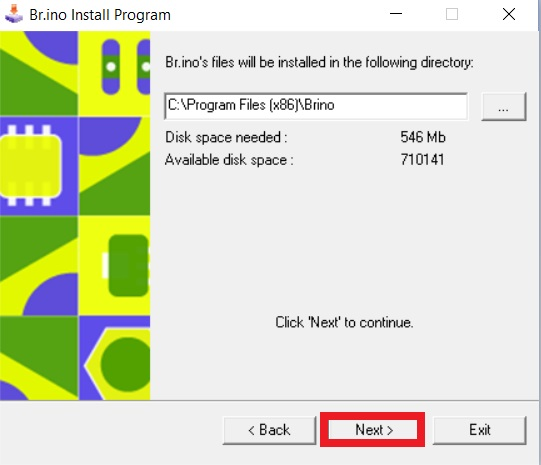 Br.ino Install Program
Br.ino's files will be installed in the following directory:
C:\Program Files (x86)\Brino
...
Disk space needed : 546 Mb
Available disk space : 710141
Click 'Next' to continue.
< Back Next > Exit